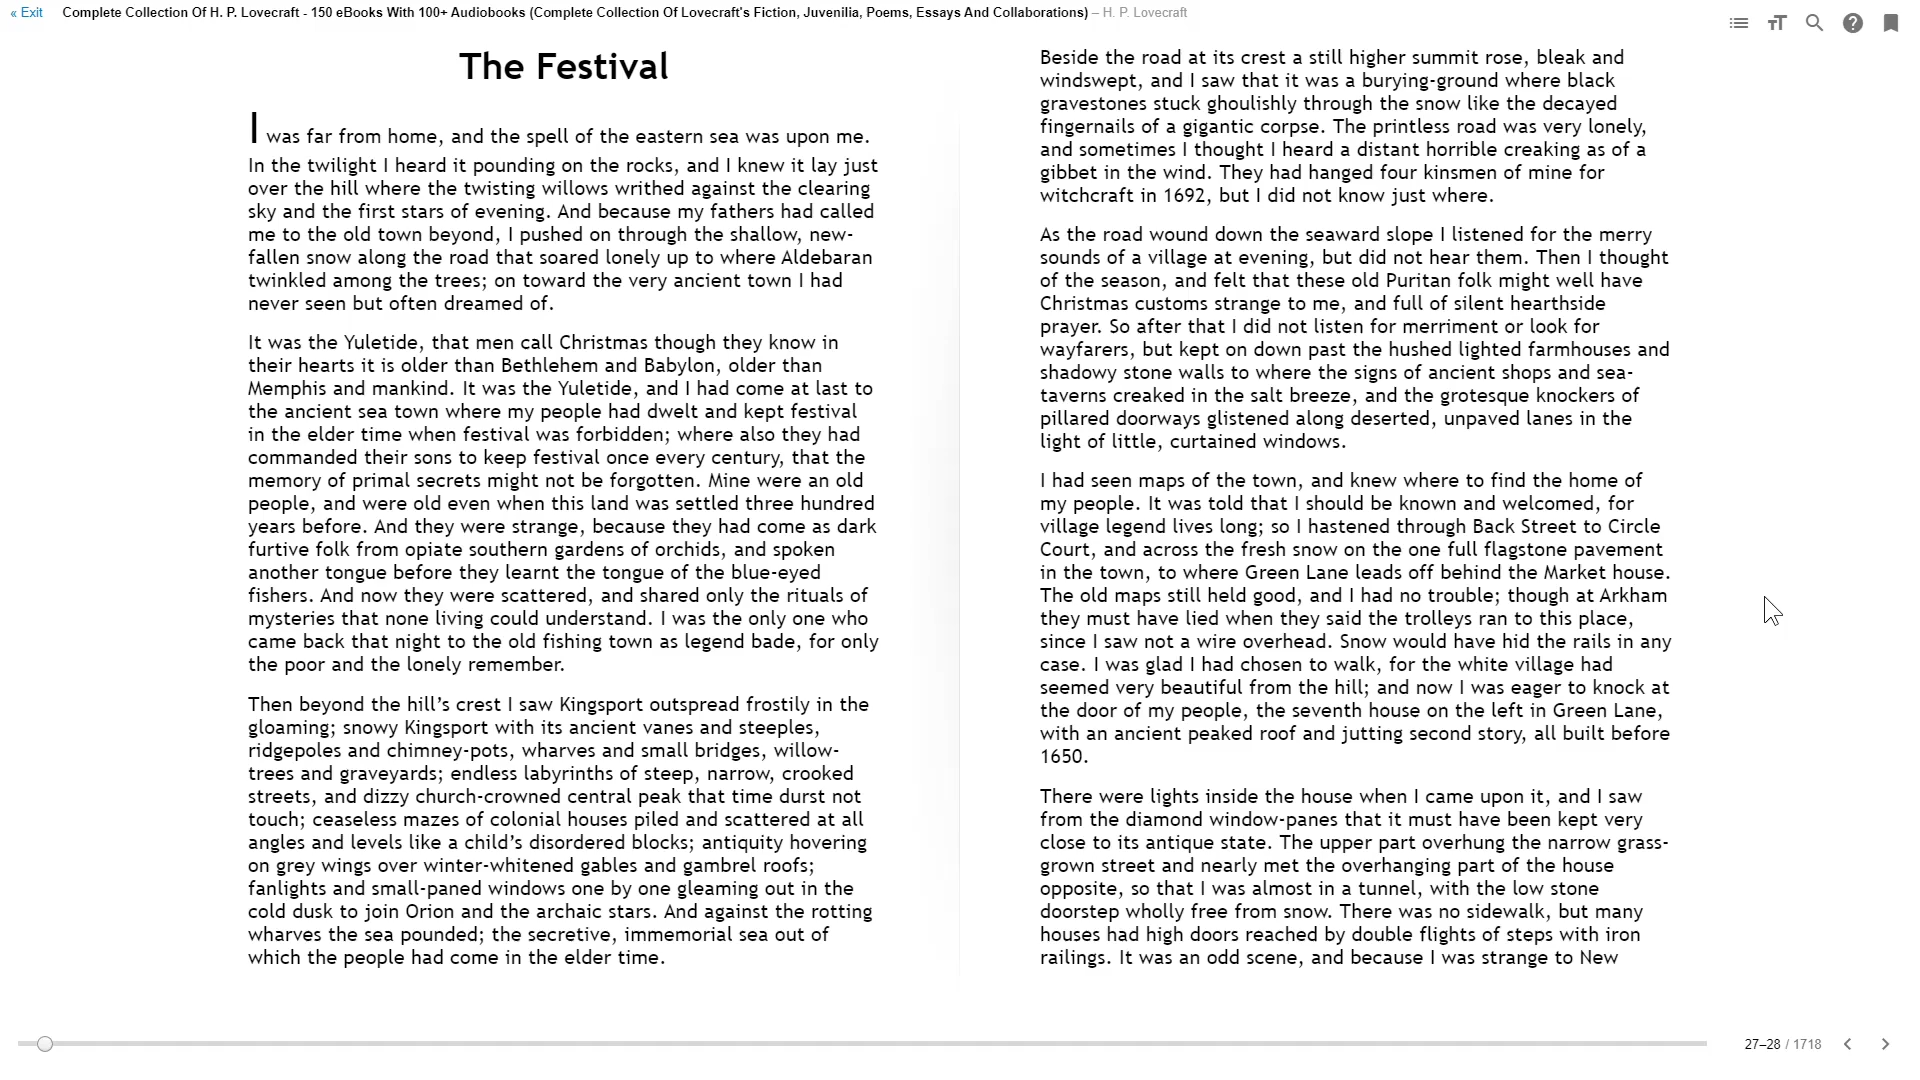 « Exit
Complete Collection Of H. P. Lovecraft - 150 eBooks With 100+ Audiobooks (Complete Collection Of Lovecraft's Fiction, Juvenilia, Poems, Essays And Collaborations) – H. P. Lovecraft
The Festival
I was far from home, and the spell of the eastern sea was upon me.
In the twilight I heard it pounding on the rocks, and I knew it lay just
over the hill where the twisting willows writhed against the clearing
sky and the first stars of evening. And because my fathers had called
me to the old town beyond, I pushed on through the shallow, new-
fallen snow along the road that soared lonely up to where Aldebaran
twinkled among the trees; on toward the very ancient town I had
never seen but often dreamed of.
It was the Yuletide, that men call Christmas though they know in
their hearts it is older than Bethlehem and Babylon, older than
Memphis and mankind. It was the Yuletide, and I had come at last to
the ancient sea town where my people had dwelt and kept festival
in the elder time when festival was forbidden; where also they had
commanded their sons to keep festival once every century, that the
memory of primal secrets might not be forgotten. Mine were an old
people, and were old even when this land was settled three hundred
years before. And they were strange, because they had come as dark
furtive folk from opiate southern gardens of orchids, and spoken
another tongue before they learnt the tongue of the blue-eyed
fishers. And now they were scattered, and shared only the rituals of
mysteries that none living could understand. I was the only one who
came back that night to the old fishing town as legend bade, for only
the poor and the lonely remember.
Then beyond the hill’s crest I saw Kingsport outspread frostily in the
gloaming; snowy Kingsport with its ancient vanes and steeples,
ridgepoles and chimney-pots, wharves and small bridges, willow-
trees and graveyards; endless labyrinths of steep, narrow, crooked
streets, and dizzy church-crowned central peak that time durst not
touch; ceaseless mazes of colonial houses piled and scattered at all
angles and levels like a child’s disordered blocks; antiquity hovering
on grey wings over winter-whitened gables and gambrel roofs;
fanlights and small-paned windows one by one gleaming out in the
cold dusk to join Orion and the archaic stars. And against the rotting
wharves the sea pounded; the secretive, immemorial sea out of
which the people had come in the elder time.
Beside the road at its crest a still higher summit rose, bleak and
windswept, and I saw that it was a burying-ground where black
gravestones stuck ghoulishly through the snow like the decayed
fingernails of a gigantic corpse. The printless road was very lonely,
and sometimes I thought I heard a distant horrible creaking as of a
gibbet in the wind. They had hanged four kinsmen of mine for
witchcraft in 1692, but I did not know just where.
As the road wound down the seaward slope I listened for the merry
sounds of a village at evening, but did not hear them. Then I thought
of the season, and felt that these old Puritan folk might well have
Christmas customs strange to me, and full of silent hearthside
prayer. So after that I did not listen for merriment or look for
wayfarers, but kept on down past the hushed lighted farmhouses and
shadowy stone walls to where the signs of ancient shops and sea-
taverns creaked in the salt breeze, and the grotesque knockers of
pillared doorways glistened along deserted, unpaved lanes in the
light of little, curtained windows.
I had seen maps of the town, and knew where to find the home of
my people. It was told that I should be known and welcomed, for
village legend lives long; so I hastened through Back Street to Circle
Court, and across the fresh snow on the one full flagstone pavement
in the town, to where Green Lane leads off behind the Market house.
The old maps still held good, and I had no trouble; though at Arkham
they must have lied when they said the trolleys ran to this place,
since I saw not a wire overhead. Snow would have hid the rails in any
case. I was glad I had chosen to walk, for the white village had
seemed very beautiful from the hill; and now I was eager to knock at
the door of my people, the seventh house on the left in Green Lane,
with an ancient peaked roof and jutting second story, all built before
1650.
There were lights inside the house when I came upon it, and I saw
from the diamond window-panes that it must have been kept very
close to its antique state. The upper part overhung the narrow grass-
grown street and nearly met the overhanging part of the house
opposite, so that I was almost in a tunnel, with the low stone
doorstep wholly free from snow. There was no sidewalk, but many
houses had high doors reached by double flights of steps with iron
railings. It was an odd scene, and because I was strange to New
27–28 / 1718